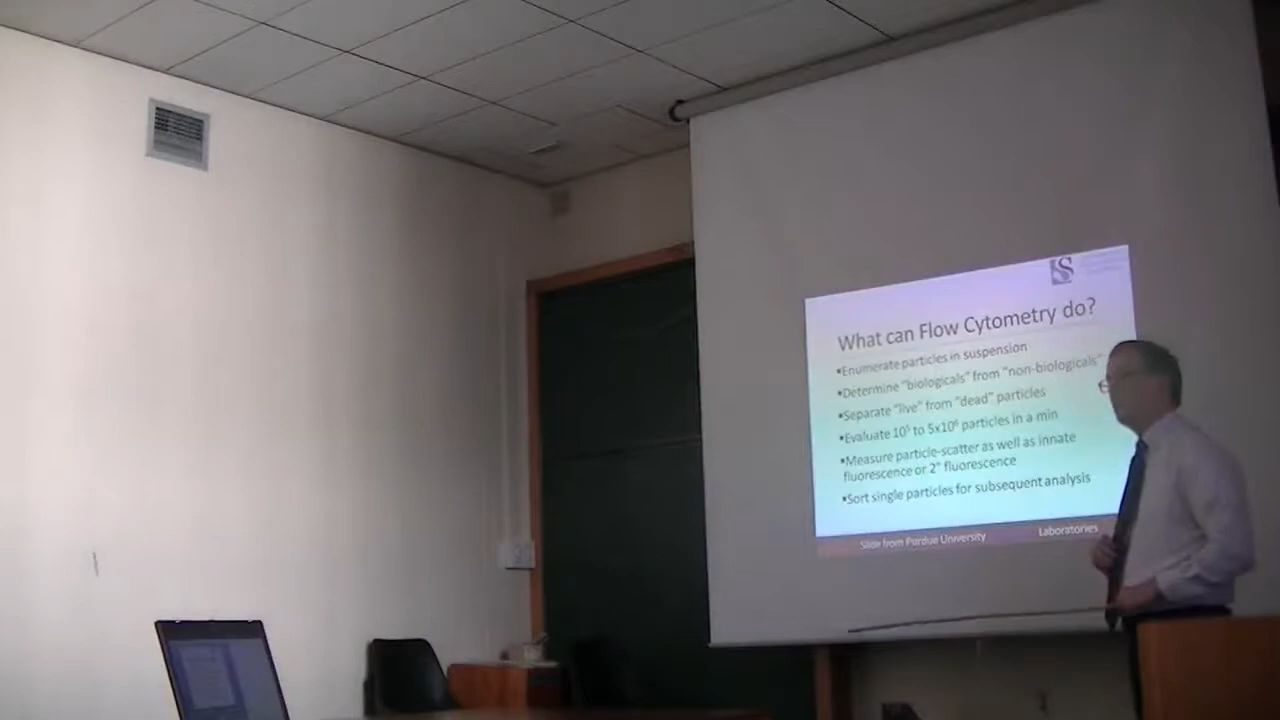 What can Flow Cytometry do?
▪Enumerate particles in suspension
▪Determine "biologicals" from "non-biologicals"
▪Separate "live" from "dead" particles
▪Evaluate 10⁵ to 5x10⁶ particles in a min
▪Measure particle-scatter as well as innate
fluorescence or 2° fluorescence
▪Sort single particles for subsequent analysis
Slide from Purdue University
Laboratories